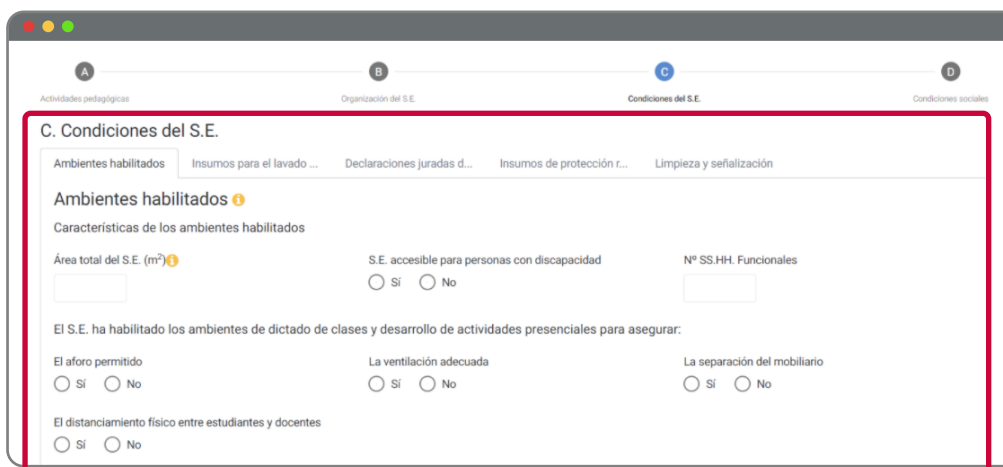 A
B
C
D
Actividades pedagógicas
Organización del S.E.
Condiciones del S.E.
Condiciones sociales
C. Condiciones del S.E.
Ambientes habilitados
Insumos para el lavado ...
Declaraciones juradas d...
Insumos de protección r...
Limpieza y señalización
Ambientes habilitados
Características de los ambientes habilitados
Área total del S.E. (m²)
S.E. accesible para personas con discapacidad
Nº SS.HH. Funcionales
Sí No
El S.E. ha habilitado los ambientes de dictado de clases y desarrollo de actividades presenciales para asegurar:
El aforo permitido
La ventilación adecuada
La separación del mobiliario
Sí No
Sí No
Sí No
El distanciamiento físico entre estudiantes y docentes
Sí No